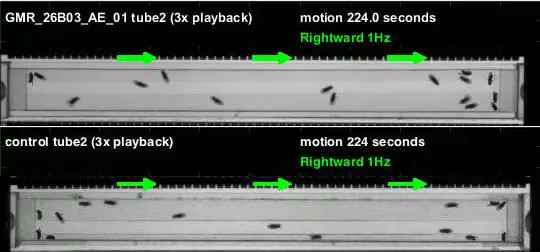 GMR_26B03_AE_01 tube2 (3x playback)
motion 224.0 seconds
Rightward 1Hz
control tube2 (3x playback)
motion 224 seconds
Rightward 1Hz